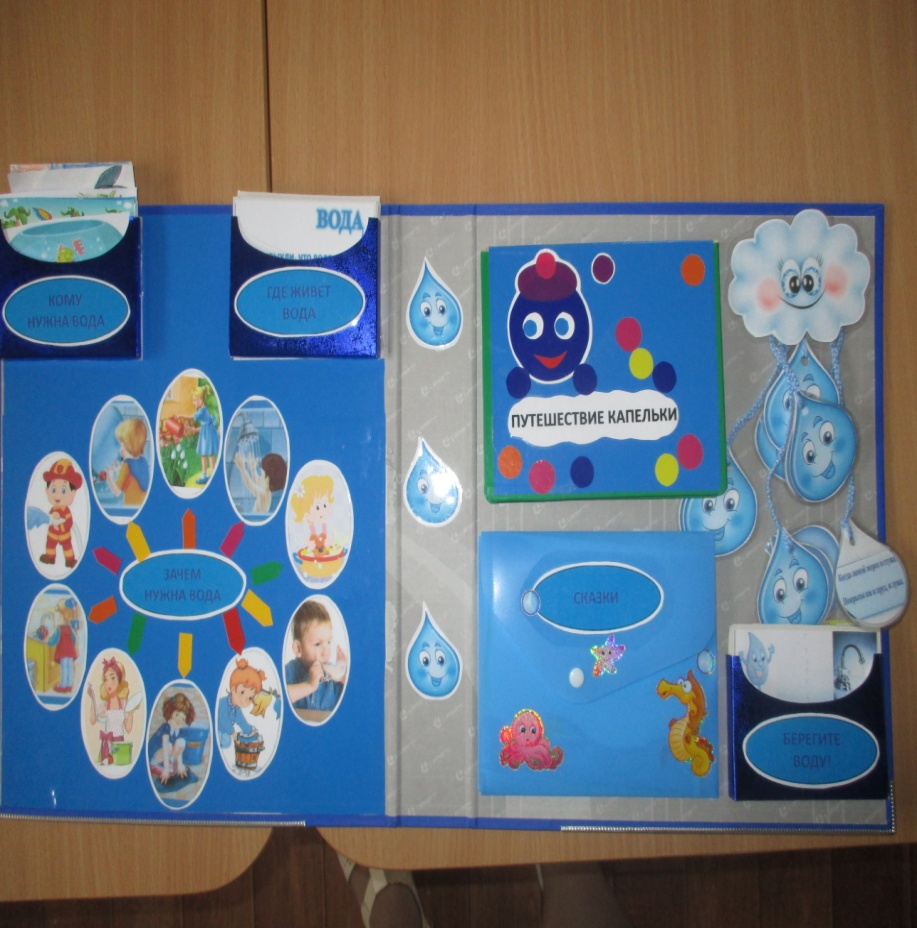 КОМУ
НУЖНА ВОДА
ВОДА
ГДЕ ЖИВЕТ
ВОДА
ЗАЧЕМ
НУЖНА ВОДА
ПУТЕШЕСТВИЕ КАПЕЛЬКИ
СКАЗКИ
БЕРЕГИТЕ
ВОДУ!